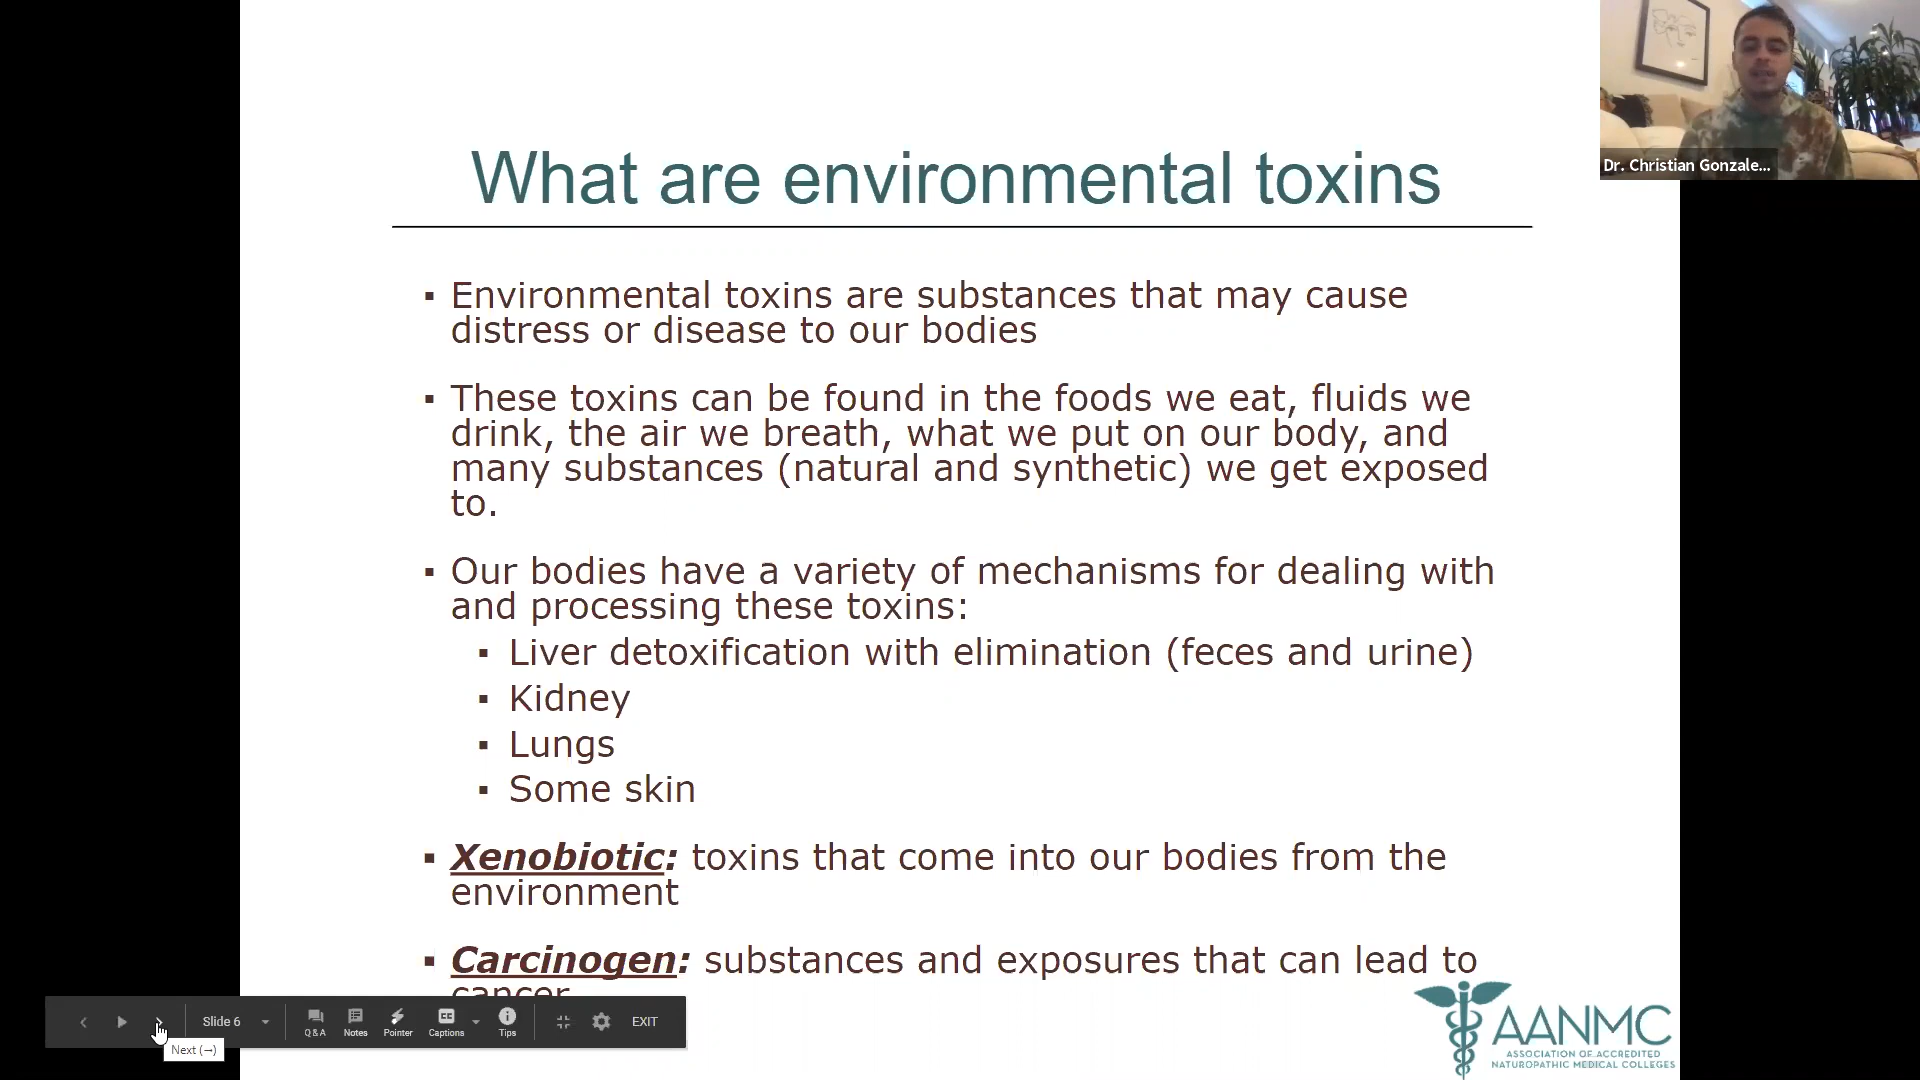 What are environmental toxins
Dr. Christian Gonzale...
▪ Environmental toxins are substances that may cause
distress or disease to our bodies
▪ These toxins can be found in the foods we eat, fluids we
drink, the air we breath, what we put on our body, and
many substances (natural and synthetic) we get exposed
to.
▪ Our bodies have a variety of mechanisms for dealing with
and processing these toxins:
▪ Liver detoxification with elimination (feces and urine)
▪ Kidney
▪ Lungs
▪ Some skin
▪ Xenobiotic: toxins that come into our bodies from the
environment
▪ Carcinogen: substances and exposures that can lead to
cancer
Slide 6
Q&A
Notes
Pointer
CC
Captions
Tips
EXIT
Next (→)
AANMC
ASSOCIATION OF ACCREDITED
NATUROPATHIC MEDICAL COLLEGES